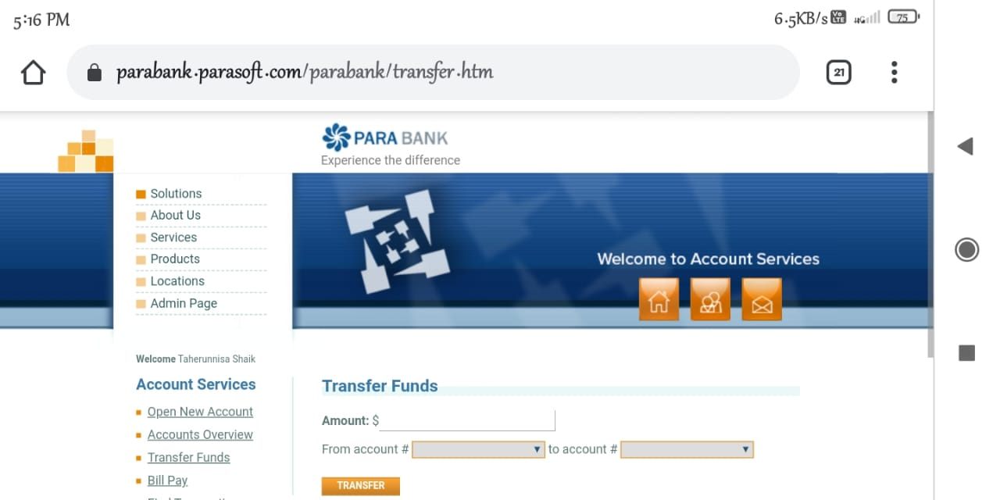 5:16 PM
6.5KB/s Vo LTE 4G 75
parabank.parasoft.com/parabank/transfer.htm
21
PARA BANK
Experience the difference
Solutions
About Us
Services
Products
Locations
Admin Page
Welcome to Account Services
Welcome Taherunnisa Shaik
Account Services
Open New Account
Accounts Overview
Transfer Funds
Bill Pay
Transfer Funds
Amount: $
From account # to account #
TRANSFER